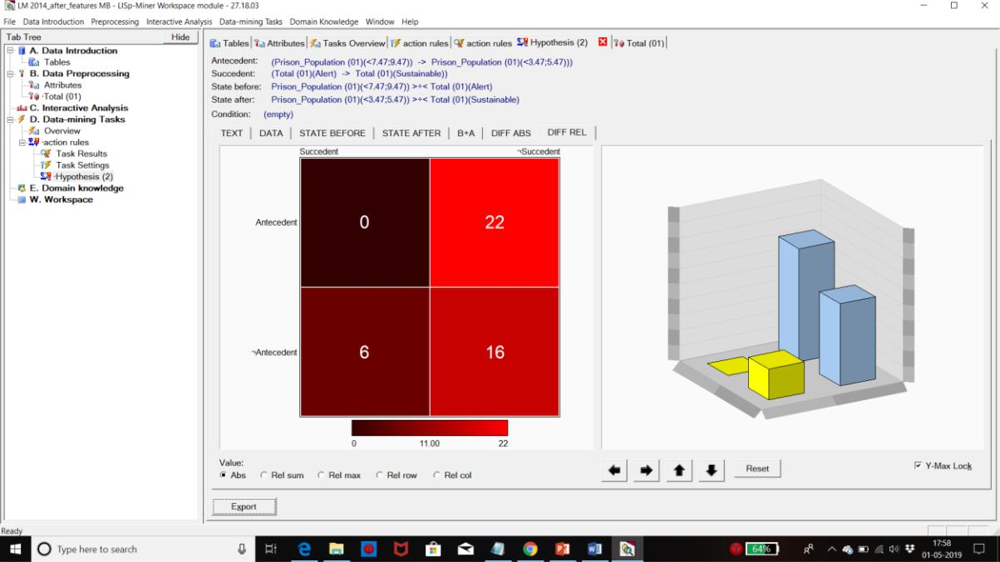 LM 2014_after_features MB - LISp-Miner Workspace module - 27.18.03
File Data Introduction Preprocessing Interactive Analysis Data-mining Tasks Domain Knowledge Window Help
Tab Tree
Hide
A. Data Introduction
Tables
B. Data Preprocessing
Attributes
·Total (01)
C. Interactive Analysis
D. Data-mining Tasks
Overview
·action rules
Task Results
Task Settings
·Hypothesis (2)
E. Domain knowledge
W. Workspace
Tables Attributes Tasks Overview action rules action rules Hypothesis (2) Total (01)
Antecedent: (Prison_Population (01)(<7.47;9.47)) -> Prison_Population (01)(<3.47;5.47)))
Succedent: (Total (01)(Alert) -> Total (01)(Sustainable))
State before: Prison_Population (01)(<7.47;9.47)) >÷< Total (01)(Alert)
State after: Prison_Population (01)(<3.47;5.47)) >÷< Total (01)(Sustainable)
Condition: (empty)
TEXT DATA STATE BEFORE STATE AFTER B+A DIFF ABS DIFF REL
Succedent ¬Succedent
Antecedent 0 22
¬Antecedent 6 16
0 11.00 22
Value:
Abs Rel sum Rel max Rel row Rel col
Reset
Y-Max Lock
Export
Ready
Type here to search
64%
17:58
01-05-2019